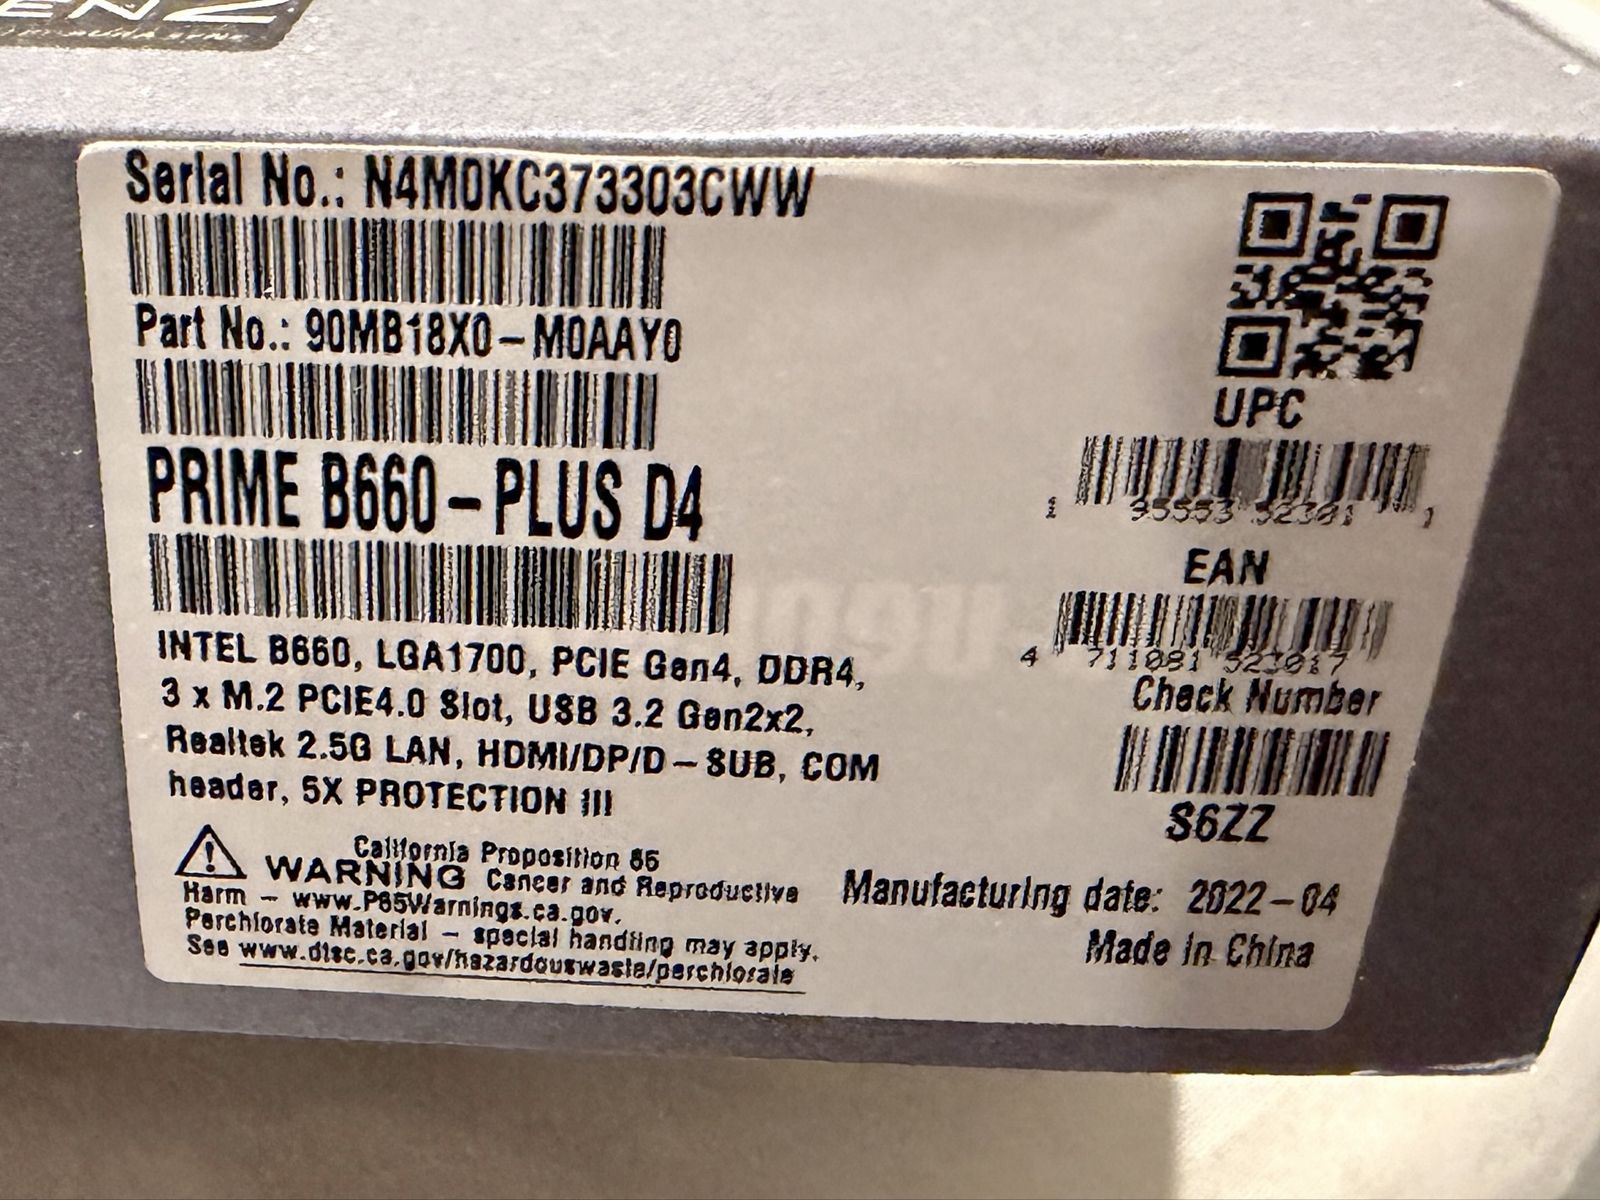 Serial No.: N4M0KC373303CWW
Part No.: 90MB18X0-M0AAY0
PRIME B660-PLUS D4
INTEL B660, LGA1700, PCIE Gen4, DDR4,
3 x M.2 PCIE4.0 Slot, USB 3.2 Gen2x2,
Realtek 2.5G LAN, HDMI/DP/D-SUB, COM
header, 5X PROTECTION III
California Proposition 65
WARNING Cancer and Reproductive
Harm - www.P65Warnings.ca.gov.
Perchlorate Material - special handling may apply.
See www.dtsc.ca.gov/hazardouswaste/perchlorate
UPC
1 95553 52301 1
EAN
4 711081 523017
Check Number
S6ZZ
Manufacturing date: 2022-04
Made in China